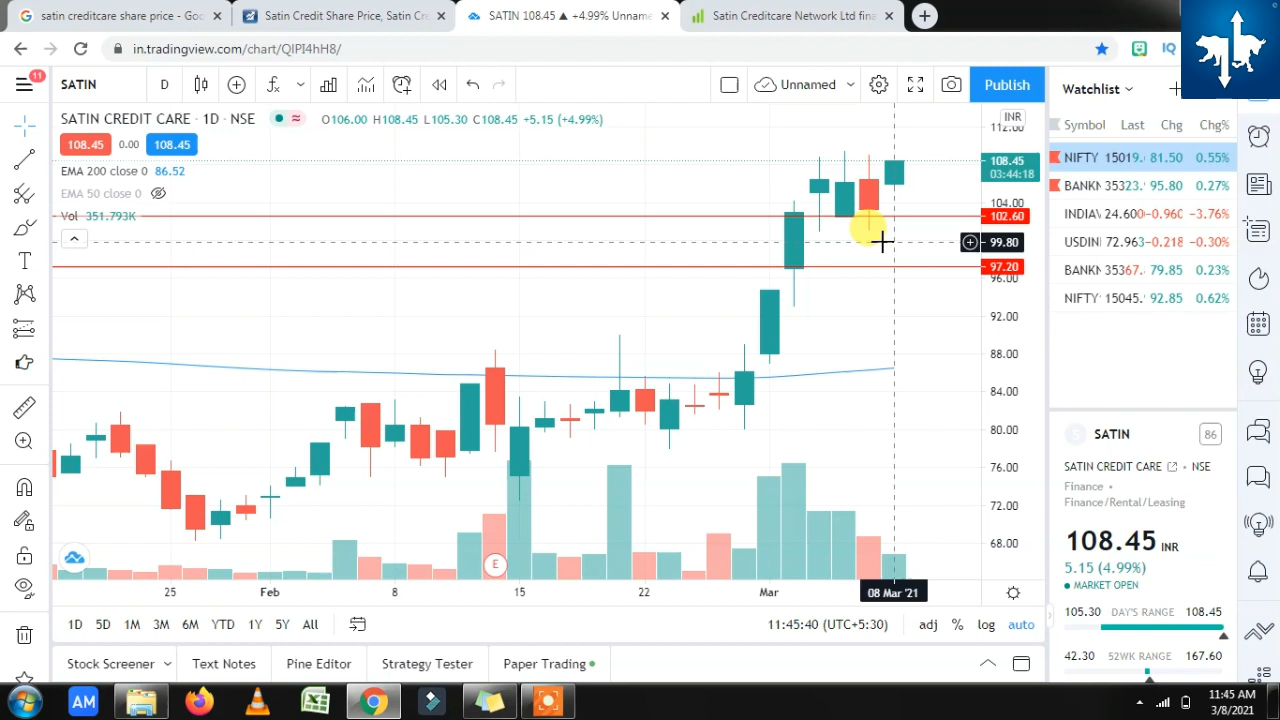 satin creditcare share price - Goo
Satin Credit Share Price, Satin Cre
SATIN 108.45 ▲ +4.99% Unname
Satin Creditcare Network Ltd fina
in.tradingview.com/chart/QIPI4hH8/
IQ
11
SATIN
D
Unnamed
Publish
Watchlist
SATIN CREDIT CARE · 1D · NSE
O106.00 H108.45 L105.30 C108.45 +5.15 (+4.99%)
INR
Symbol Last Chg Chg%
108.45 0.00 108.45
EMA 200 close 0 86.52
EMA 50 close 0
Vol 351.793K
112.00
108.45
03:44:18
104.00
102.60
99.80
97.20
96.00
92.00
88.00
84.00
80.00
76.00
72.00
68.00
NIFTY 15019. 81.50 0.55%
BANKN 35323. 95.80 0.27%
INDIAV 24.600 -0.960 -3.76%
USDIN 72.963 -0.218 -0.30%
BANKN 35367. 79.85 0.23%
NIFTY 15045. 92.85 0.62%
E
25 Feb 8 15 22 Mar 08 Mar '21
1D 5D 1M 3M 6M YTD 1Y 5Y All
11:45:40 (UTC+5:30) adj % log auto
SATIN
86
SATIN CREDIT CARE · NSE
Finance ·
Finance/Rental/Leasing
108.45 INR
5.15 (4.99%)
MARKET OPEN
105.30 DAY'S RANGE 108.45
42.30 52WK RANGE 167.60
Stock Screener Text Notes Pine Editor Strategy Tester Paper Trading
AM
11:45 AM
3/8/2021